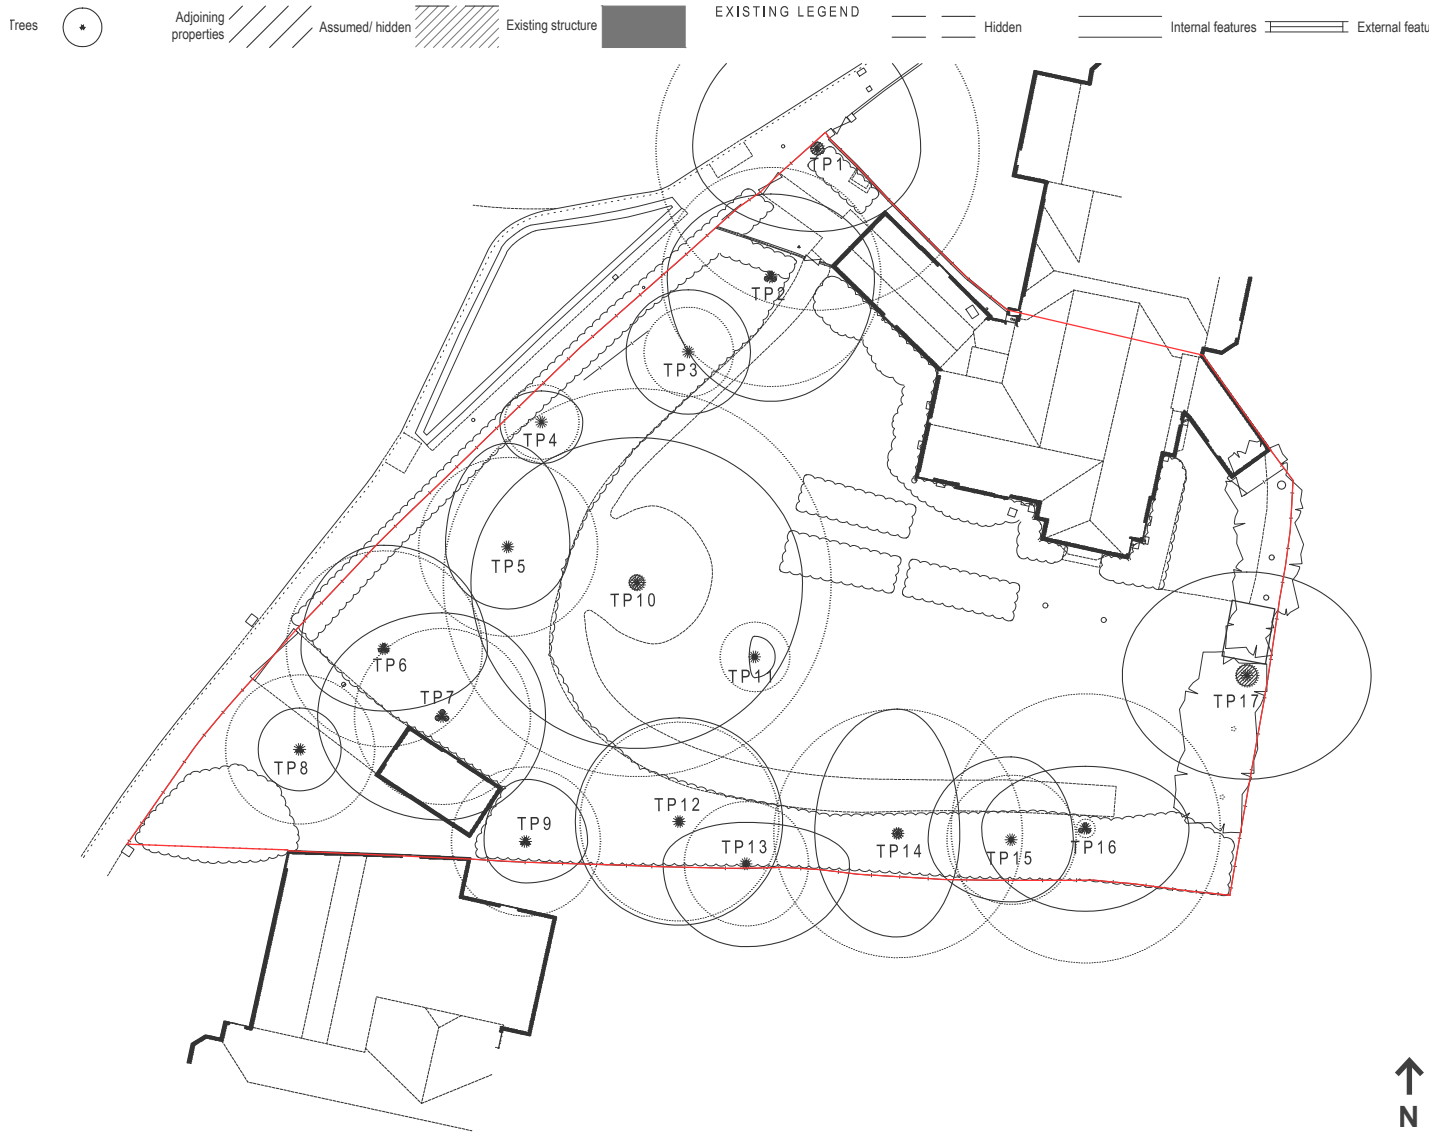 EXISTING LEGEND
Trees
Adjoining
properties
Assumed/ hidden
Existing structure
Hidden
Internal features
External featu
TP1
TP2
TP3
TP4
TP5
TP10
TP6
TP11
TP7
TP17
TP8
TP12
TP9
TP13
TP14
TP15
TP16
N